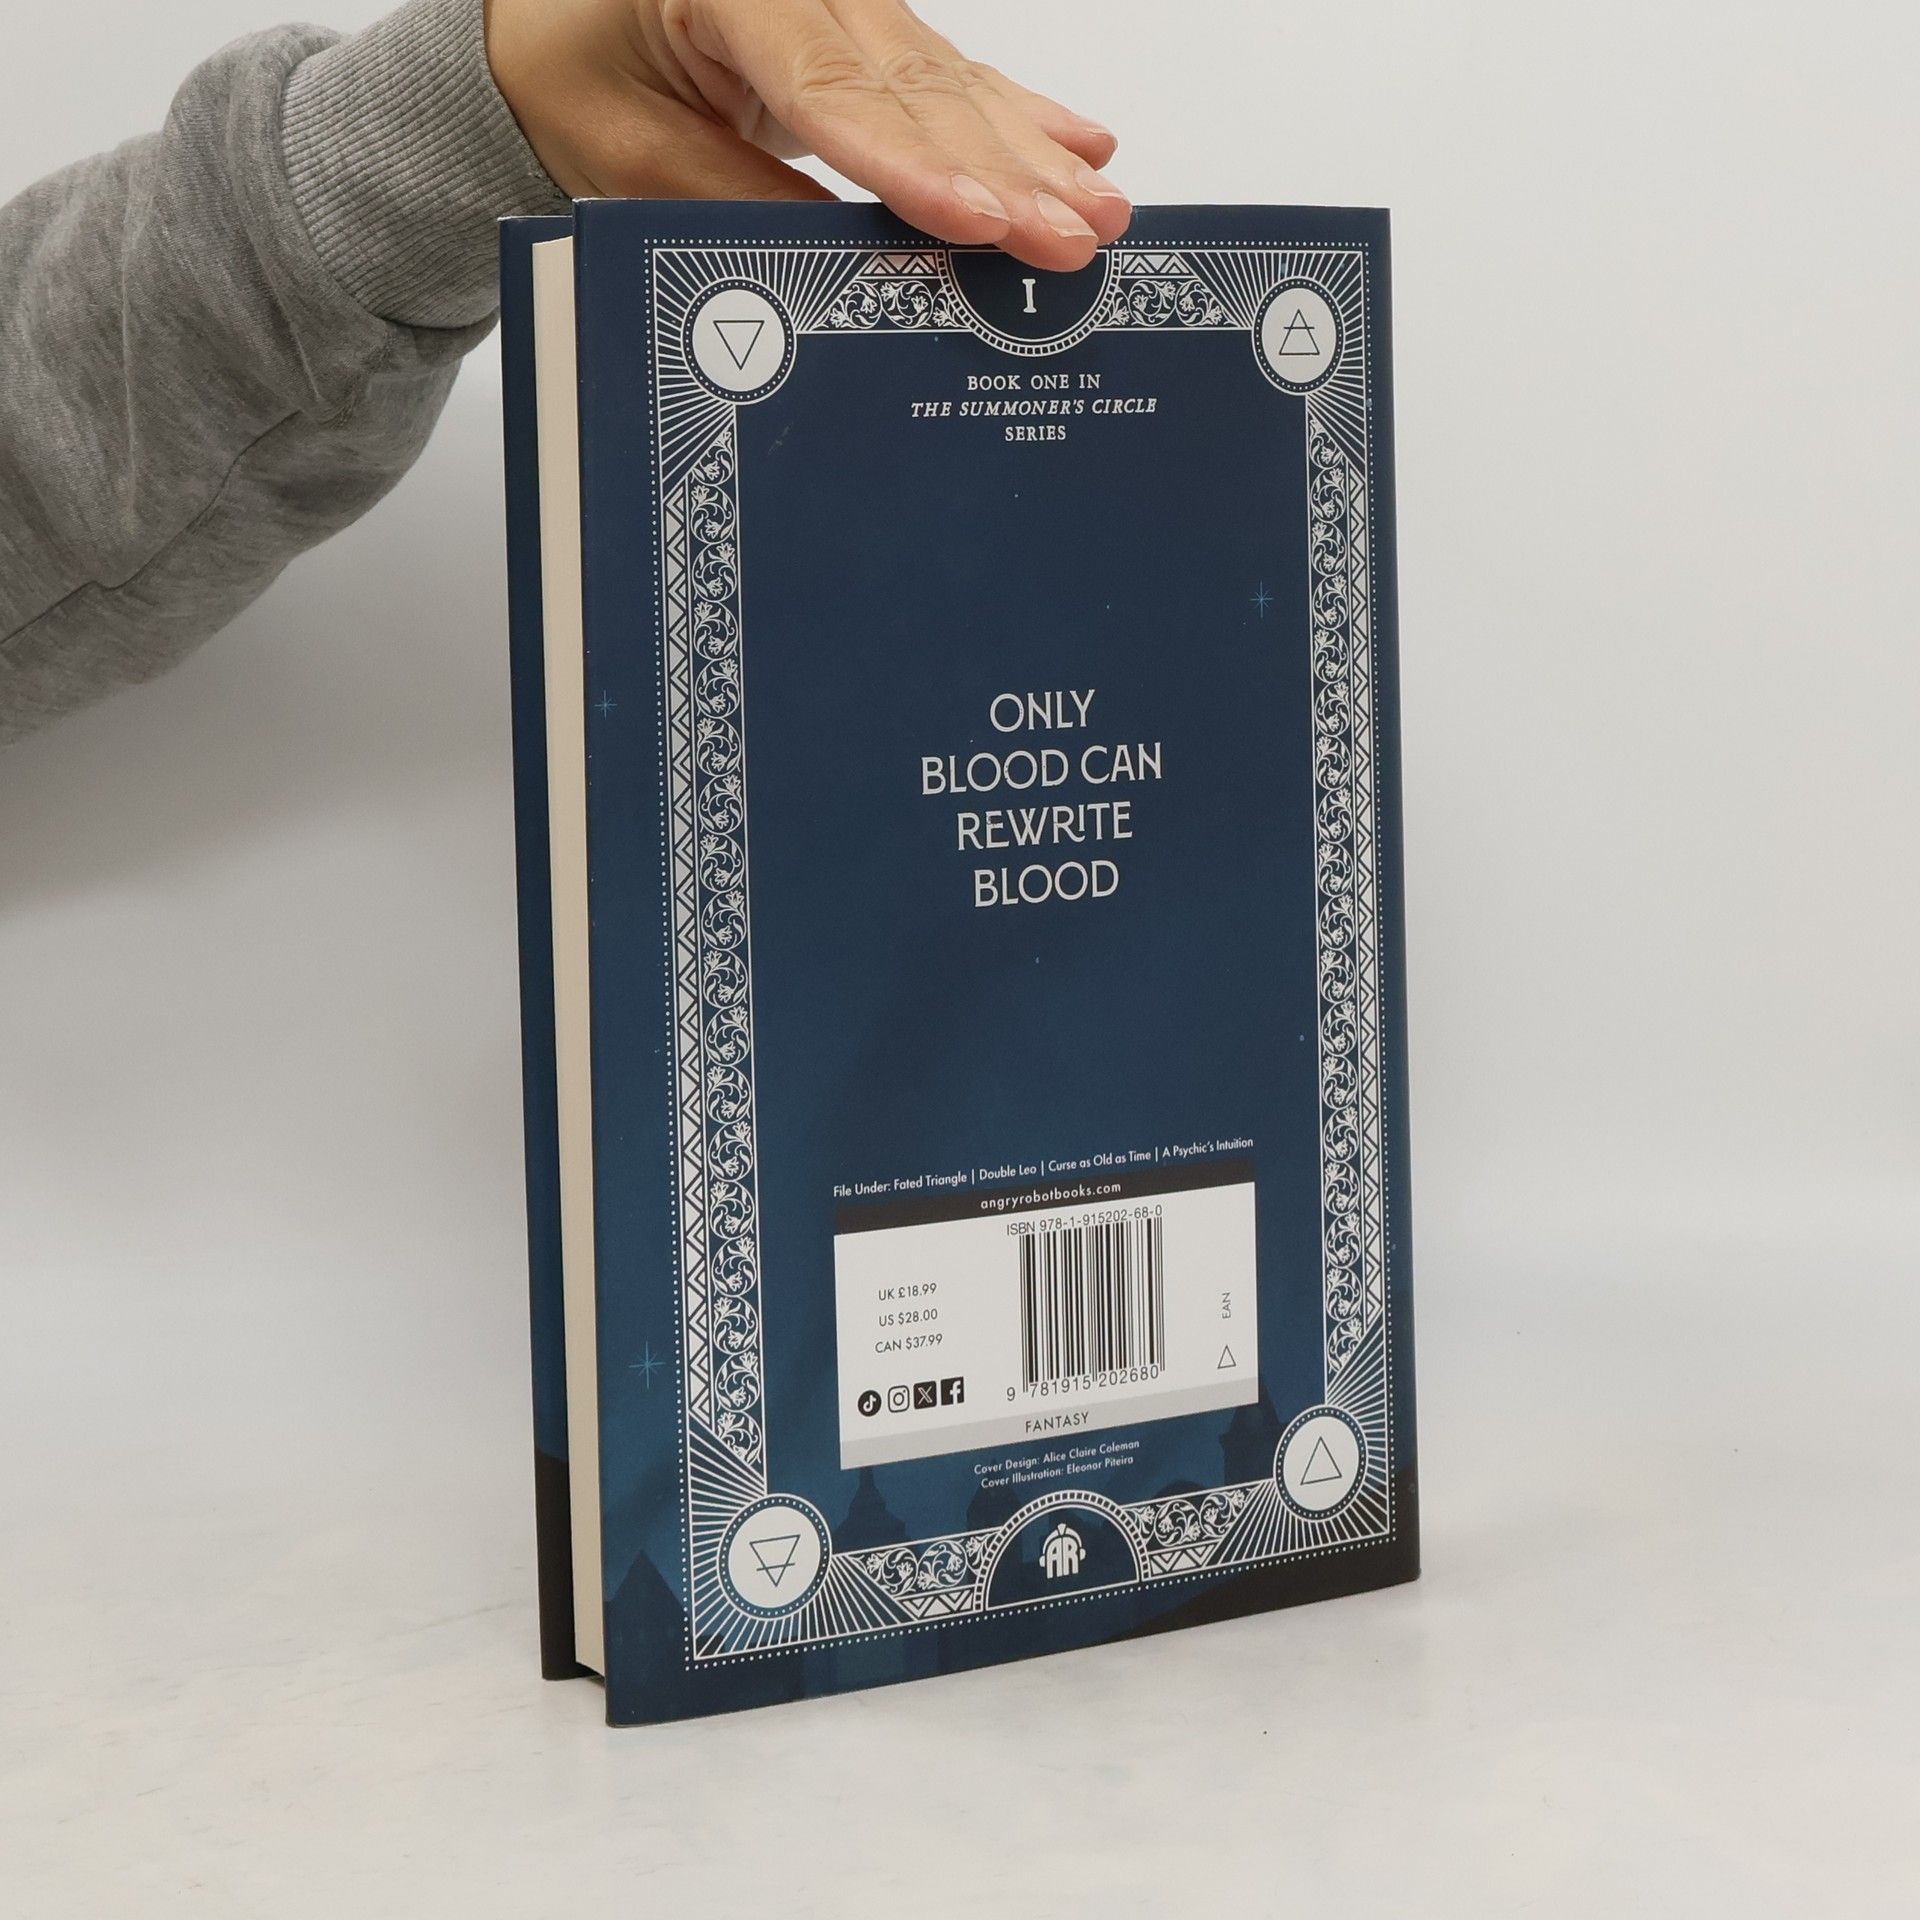 I
BOOK ONE IN
THE SUMMONER'S CIRCLE
SERIES
ONLY
BLOOD CAN
REWRITE
BLOOD
File Under: Fated Triangle | Double Leo | Curse as Old as Time | A Psychic's Intuition
angryrobotbooks.com
ISBN 978-1-915202-68-0
UK £18.99
US $28.00
CAN $37.99
EAN
9 781915 202680
FANTASY
Cover Design: Alice Claire Coleman
Cover Illustration: Eleonor Piteira
AR